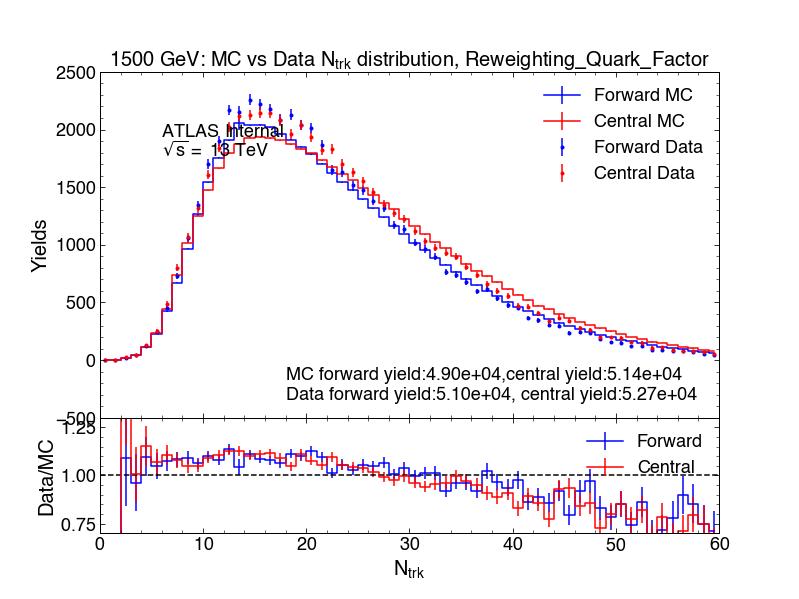 1500 GeV: MC vs Data N_trk distribution, Reweighting_Quark_Factor
2500
2000
1500
1000
500
0
−500
Yields
ATLAS Internal
√s = 13 TeV
Forward MC
Central MC
Forward Data
Central Data
MC forward yield:4.90e+04,central yield:5.14e+04
Data forward yield:5.10e+04, central yield:5.27e+04
1.25
1.00
0.75
Data/MC
Forward
Central
0 10 20 30 40 50 60
N_trk